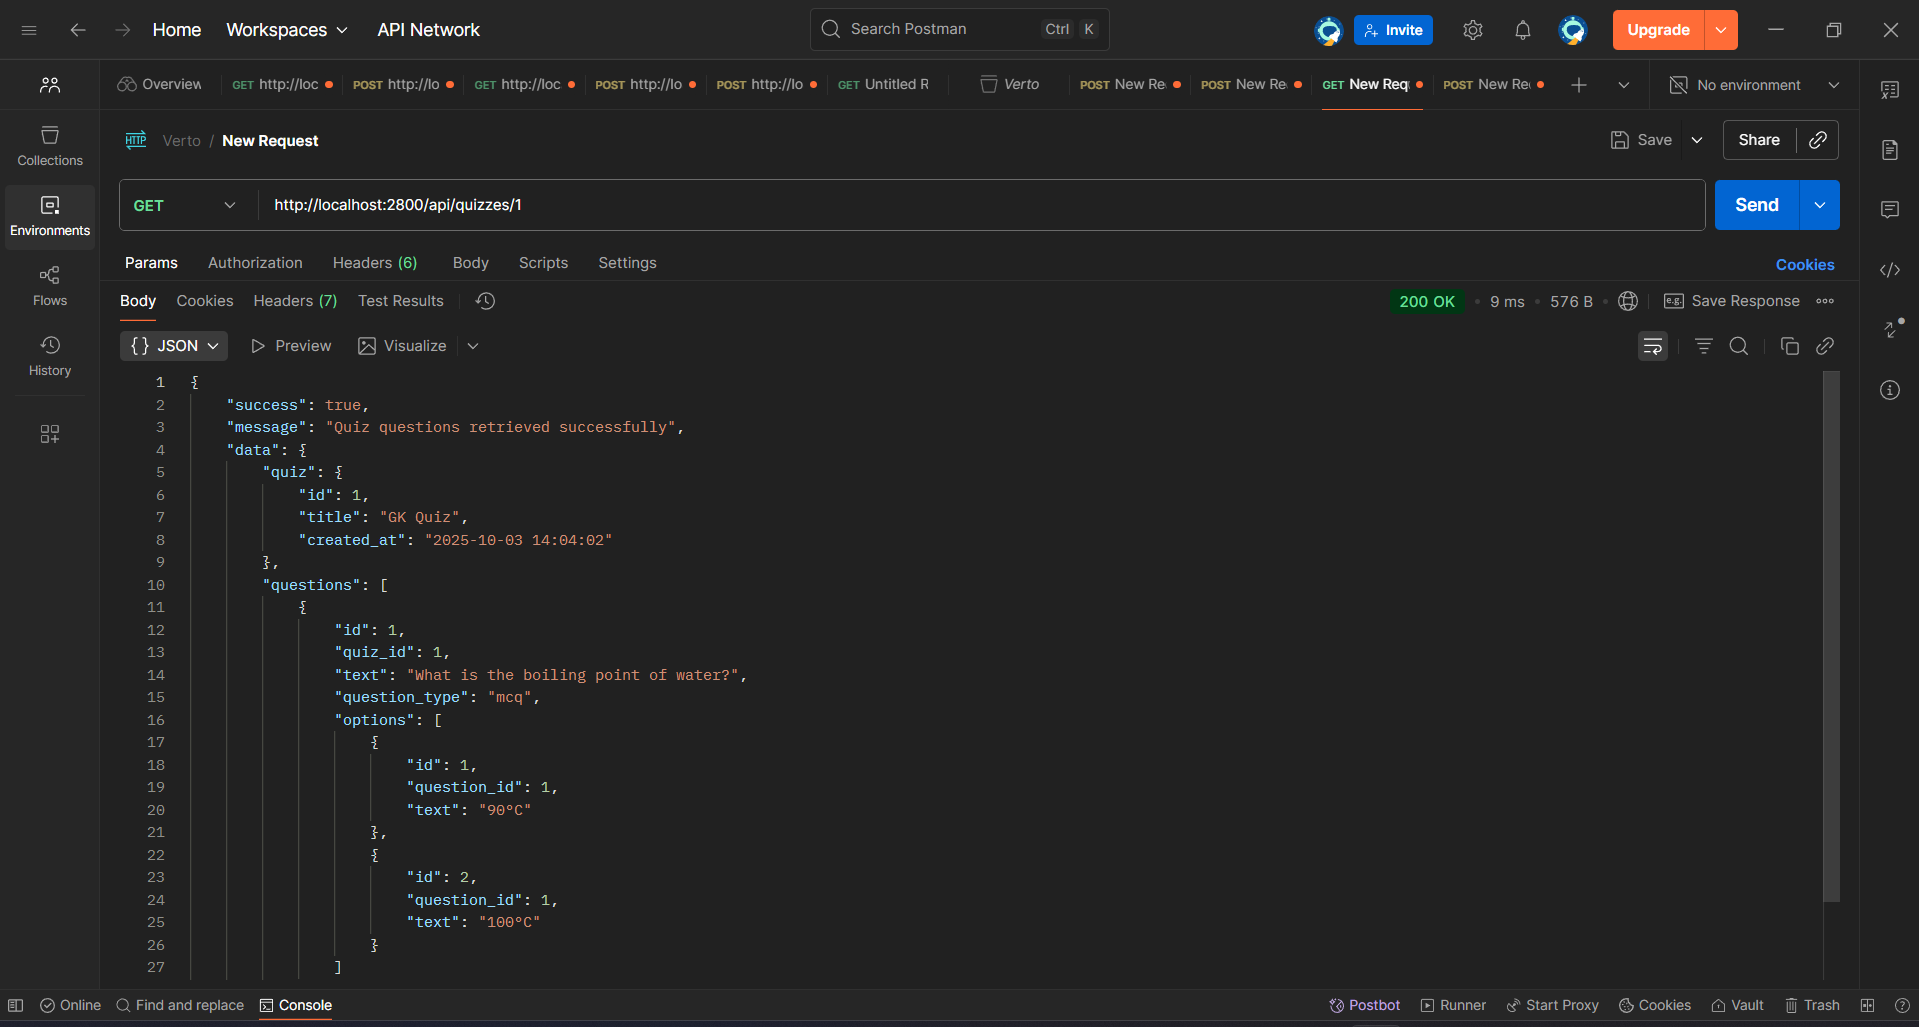 Home Workspaces API Network Search Postman Ctrl K Invite Upgrade
Overview GET http://loc POST http://lo GET http://loc POST http://lo POST http://lo GET Untitled R Verto POST New Re POST New Re GET New Req POST New Re No environment
HTTP Verto / New Request Save Share
Collections
GET http://localhost:2800/api/quizzes/1 Send
Environments
Params Authorization Headers (6) Body Scripts Settings Cookies
Flows
Body Cookies Headers (7) Test Results 200 OK • 9 ms • 576 B • e.g. Save Response
{} JSON Preview Visualize
History
1 {
2 "success": true,
3 "message": "Quiz questions retrieved successfully",
4 "data": {
5 "quiz": {
6 "id": 1,
7 "title": "GK Quiz",
8 "created_at": "2025-10-03 14:04:02"
9 },
10 "questions": [
11 {
12 "id": 1,
13 "quiz_id": 1,
14 "text": "What is the boiling point of water?",
15 "question_type": "mcq",
16 "options": [
17 {
18 "id": 1,
19 "question_id": 1,
20 "text": "90°C"
21 },
22 {
23 "id": 2,
24 "question_id": 1,
25 "text": "100°C"
26 }
27 ]
Online Find and replace Console Postbot Runner Start Proxy Cookies Vault Trash